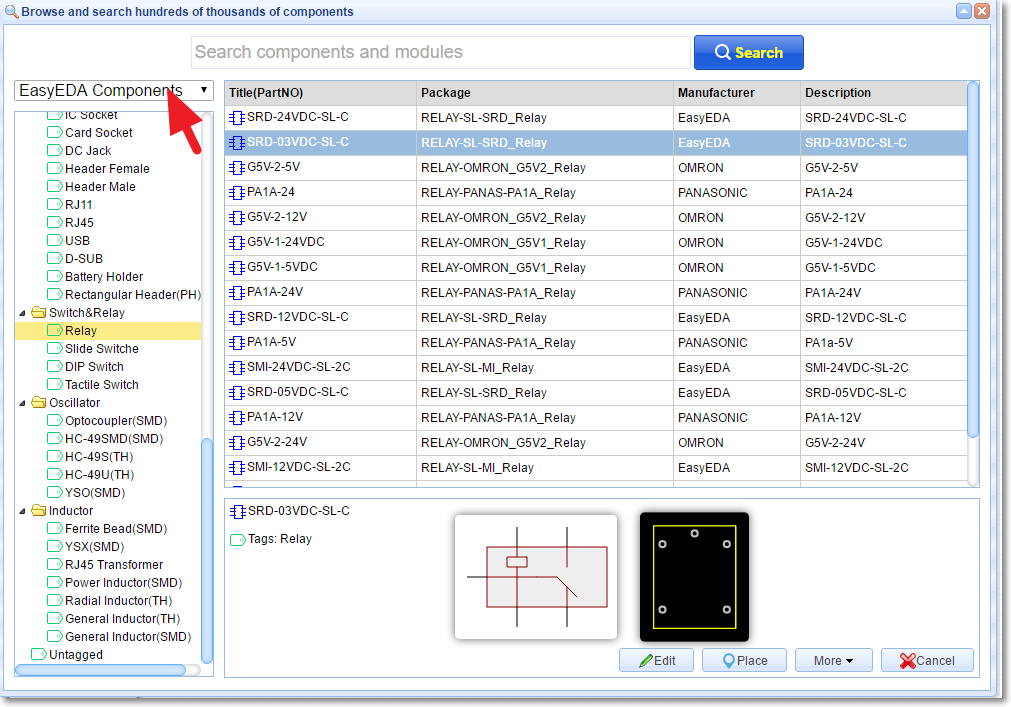 Browse and search hundreds of thousands of components
Search components and modules
Search
EasyEDA Components
IC Socket
Card Socket
DC Jack
Header Female
Header Male
RJ11
RJ45
USB
D-SUB
Battery Holder
Rectangular Header(PH)
Switch&Relay
Relay
Slide Switche
DIP Switch
Tactile Switch
Oscillator
Optocoupler(SMD)
HC-49SMD(SMD)
HC-49S(TH)
HC-49U(TH)
YSO(SMD)
Inductor
Ferrite Bead(SMD)
YSX(SMD)
RJ45 Transformer
Power Inductor(SMD)
Radial Inductor(TH)
General Inductor(TH)
General Inductor(SMD)
Untagged
Title(PartNO) Package Manufacturer Description
SRD-24VDC-SL-C RELAY-SL-SRD_Relay EasyEDA SRD-24VDC-SL-C
SRD-03VDC-SL-C RELAY-SL-SRD_Relay EasyEDA SRD-03VDC-SL-C
G5V-2-5V RELAY-OMRON_G5V2_Relay OMRON G5V-2-5V
PA1A-24 RELAY-PANAS-PA1A_Relay PANASONIC PA1A-24
G5V-2-12V RELAY-OMRON_G5V2_Relay OMRON G5V-2-12V
G5V-1-24VDC RELAY-OMRON_G5V1_Relay OMRON G5V-1-24VDC
G5V-1-5VDC RELAY-OMRON_G5V1_Relay OMRON G5V-1-5VDC
PA1A-24V RELAY-PANAS-PA1A_Relay PANASONIC PA1A-24V
SRD-12VDC-SL-C RELAY-SL-SRD_Relay EasyEDA SRD-12VDC-SL-C
PA1A-5V RELAY-PANAS-PA1A_Relay PANASONIC PA1a-5V
SMI-24VDC-SL-2C RELAY-SL-MI_Relay EasyEDA SMI-24VDC-SL-2C
SRD-05VDC-SL-C RELAY-SL-SRD_Relay EasyEDA SRD-05VDC-SL-C
PA1A-12V RELAY-PANAS-PA1A_Relay PANASONIC PA1A-12V
G5V-2-24V RELAY-OMRON_G5V2_Relay OMRON G5V-2-24V
SMI-12VDC-SL-2C RELAY-SL-MI_Relay EasyEDA SMI-12VDC-SL-2C
SRD-03VDC-SL-C
Tags: Relay
Edit Place More Cancel